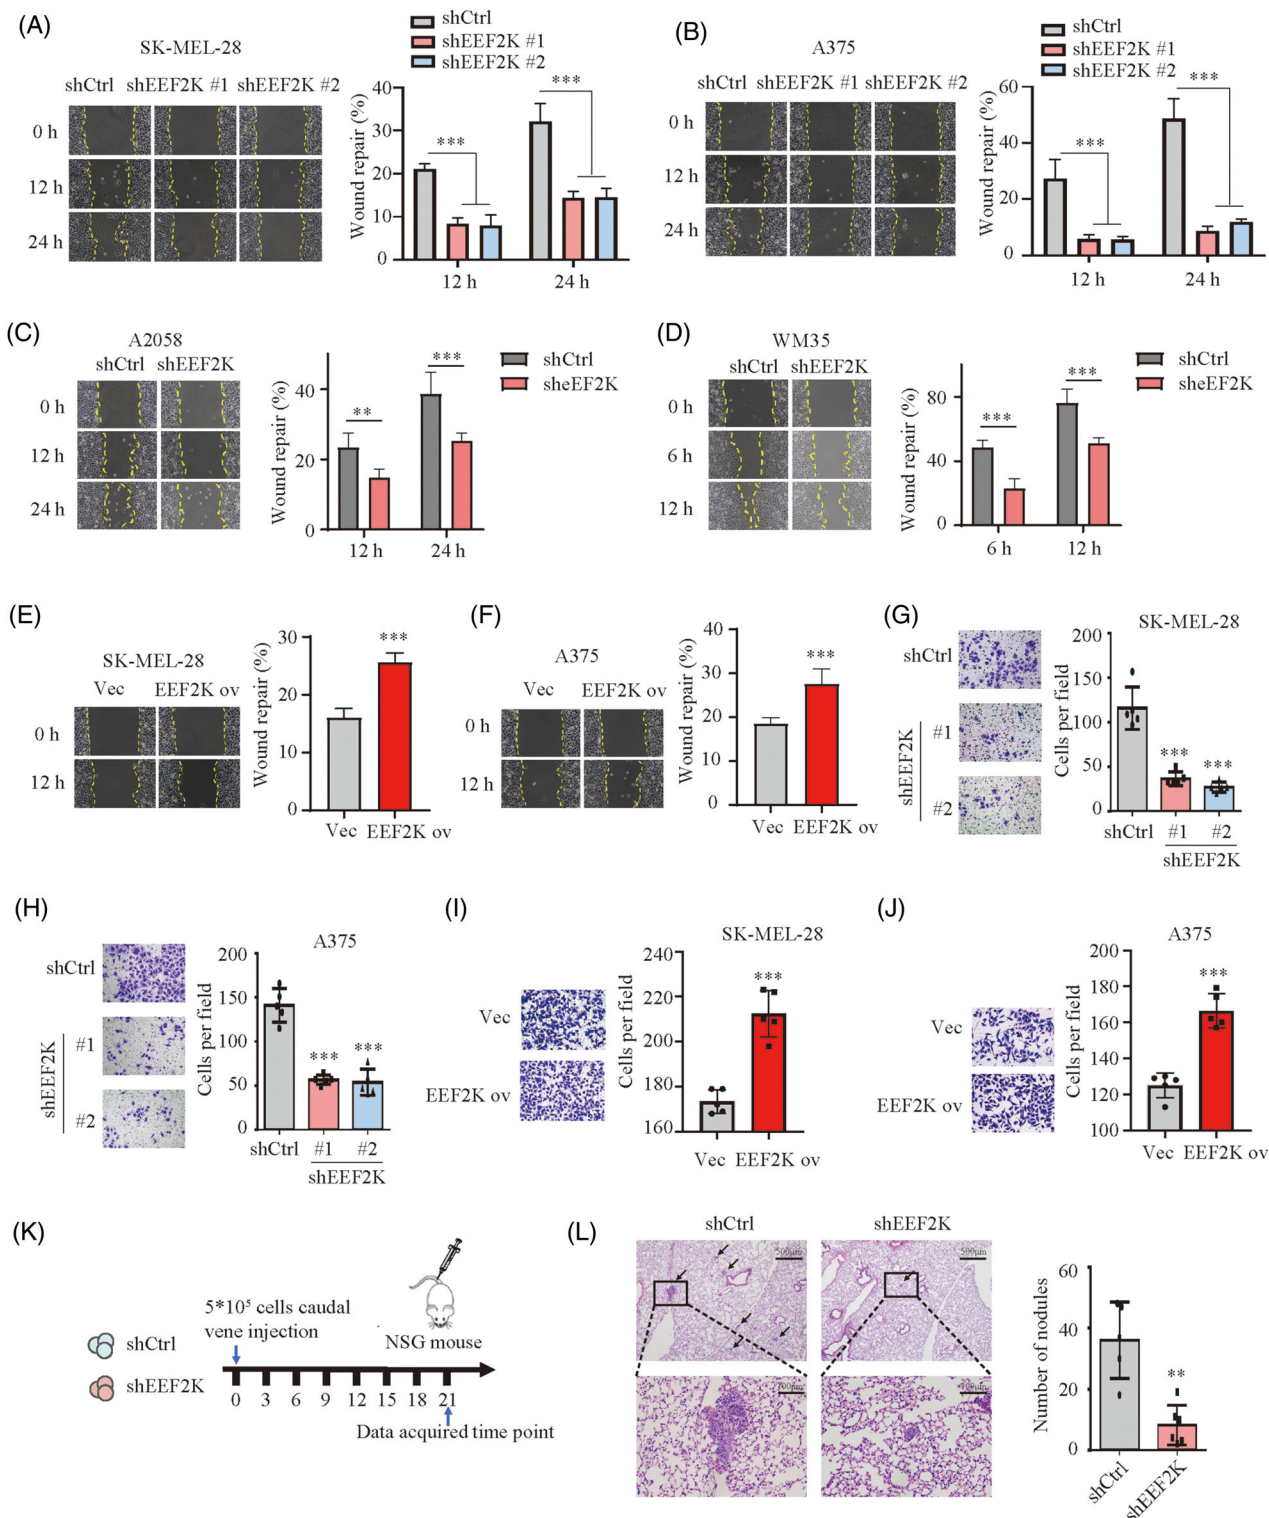 (A)
SK-MEL-28
shCtrl shEEF2K #1 shEEF2K #2
0 h
12 h
24 h
shCtrl
shEEF2K #1
shEEF2K #2
Wound repair (%)
40
30
20
10
0
***
***
12 h 24 h
(B)
A375
shCtrl shEEF2K #1 shEEF2K #2
0 h
12 h
24 h
shCtrl
shEEF2K #1
shEEF2K #2
Wound repair (%)
60
40
20
0
***
***
12 h 24 h
(C)
A2058
shCtrl shEEF2K
0 h
12 h
24 h
shCtrl
sheEF2K
Wound repair (%)
40
20
0
**
***
12 h 24 h
(D)
WM35
shCtrl shEEF2K
0 h
6 h
12 h
shCtrl
sheEF2K
Wound repair (%)
80
40
0
***
***
6 h 12 h
(E)
SK-MEL-28
Vec EEF2K ov
0 h
12 h
Wound repair (%)
30
20
10
0
***
Vec EEF2K ov
(F)
A375
Vec EEF2K ov
0 h
12 h
Wound repair (%)
40
30
20
10
0
***
Vec EEF2K ov
(G)
SK-MEL-28
shCtrl
shEEF2K
#1
#2
Cells per field
200
150
100
50
0
***
***
shCtrl #1 #2
shEEF2K
(H)
A375
shCtrl
shEEF2K
#1
#2
Cells per field
200
150
100
50
0
***
***
shCtrl #1 #2
shEEF2K
(I)
SK-MEL-28
Vec
EEF2K ov
Cells per field
240
220
180
160
***
Vec EEF2K ov
(J)
A375
Vec
EEF2K ov
Cells per field
200
180
160
140
120
100
***
Vec EEF2K ov
(K)
shCtrl
shEEF2K
5*10⁵ cells caudal
vene injection
NSG mouse
0 3 6 9 12 15 18 21
Data acquired time point
(L)
shCtrl shEEF2K
500μm
500μm
100μm
100μm
Number of nodules
60
40
20
0
**
shCtrl
shEEF2K